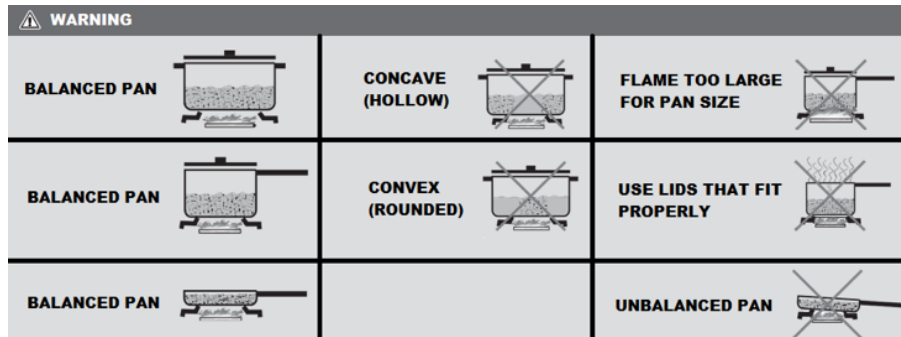 WARNING
BALANCED PAN
CONCAVE
(HOLLOW)
FLAME TOO LARGE
FOR PAN SIZE
BALANCED PAN
CONVEX
(ROUNDED)
USE LIDS THAT FIT
PROPERLY
BALANCED PAN
UNBALANCED PAN